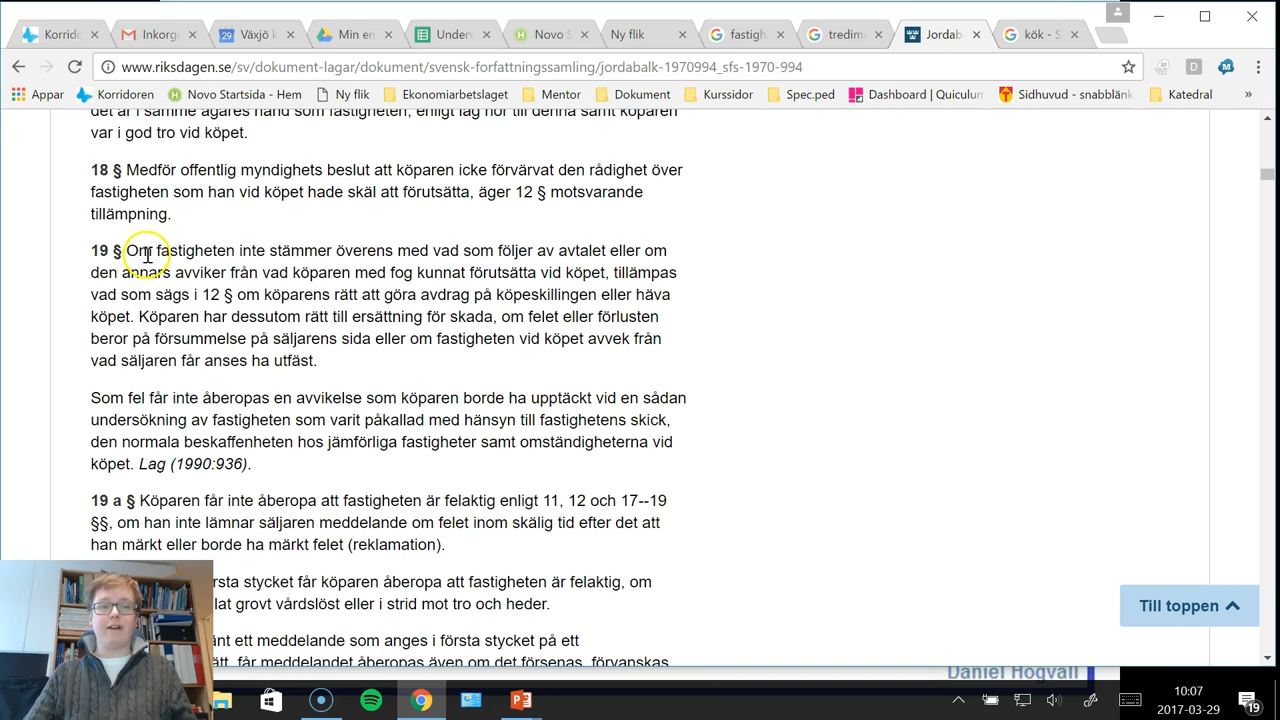 Korrido
Inkorg
Växjö k
Min en
Under
Novo S
Ny flik
fastigh
tredim
Jordab
kök - S
www.riksdagen.se/sv/dokument-lagar/dokument/svensk-forfattningssamling/jordabalk-1970994_sfs-1970-994
Appar Korridoren Novo Startsida - Hem Ny flik Ekonomiarbetslaget Mentor Dokument Kurssidor Spec.ped Dashboard | Quiculum Sidhuvud - snabblänk Katedral »
det är i samme ägares hand som fastigheten, enligt lag hör till denna samt köparen
var i god tro vid köpet.
18 § Medför offentlig myndighets beslut att köparen icke förvärvat den rådighet över
fastigheten som han vid köpet hade skäl att förutsätta, äger 12 § motsvarande
tillämpning.
19 § Om fastigheten inte stämmer överens med vad som följer av avtalet eller om
den annars avviker från vad köparen med fog kunnat förutsätta vid köpet, tillämpas
vad som sägs i 12 § om köparens rätt att göra avdrag på köpeskillingen eller häva
köpet. Köparen har dessutom rätt till ersättning för skada, om felet eller förlusten
beror på försummelse på säljarens sida eller om fastigheten vid köpet avvek från
vad säljaren får anses ha utfäst.
Som fel får inte åberopas en avvikelse som köparen borde ha upptäckt vid en sådan
undersökning av fastigheten som varit påkallad med hänsyn till fastighetens skick,
den normala beskaffenheten hos jämförliga fastigheter samt omständigheterna vid
köpet. Lag (1990:936).
19 a § Köparen får inte åberopa att fastigheten är felaktig enligt 11, 12 och 17--19
§§, om han inte lämnar säljaren meddelande om felet inom skälig tid efter det att
han märkt eller borde ha märkt felet (reklamation).
rsta stycket får köparen åberopa att fastigheten är felaktig, om
lat grovt vårdslöst eller i strid mot tro och heder.
änt ett meddelande som anges i första stycket på ett
ätt, får meddelandet åberopas även om det försenas, förvanskas
Till toppen
Daniel Hogvall
10:07
2017-03-29
19